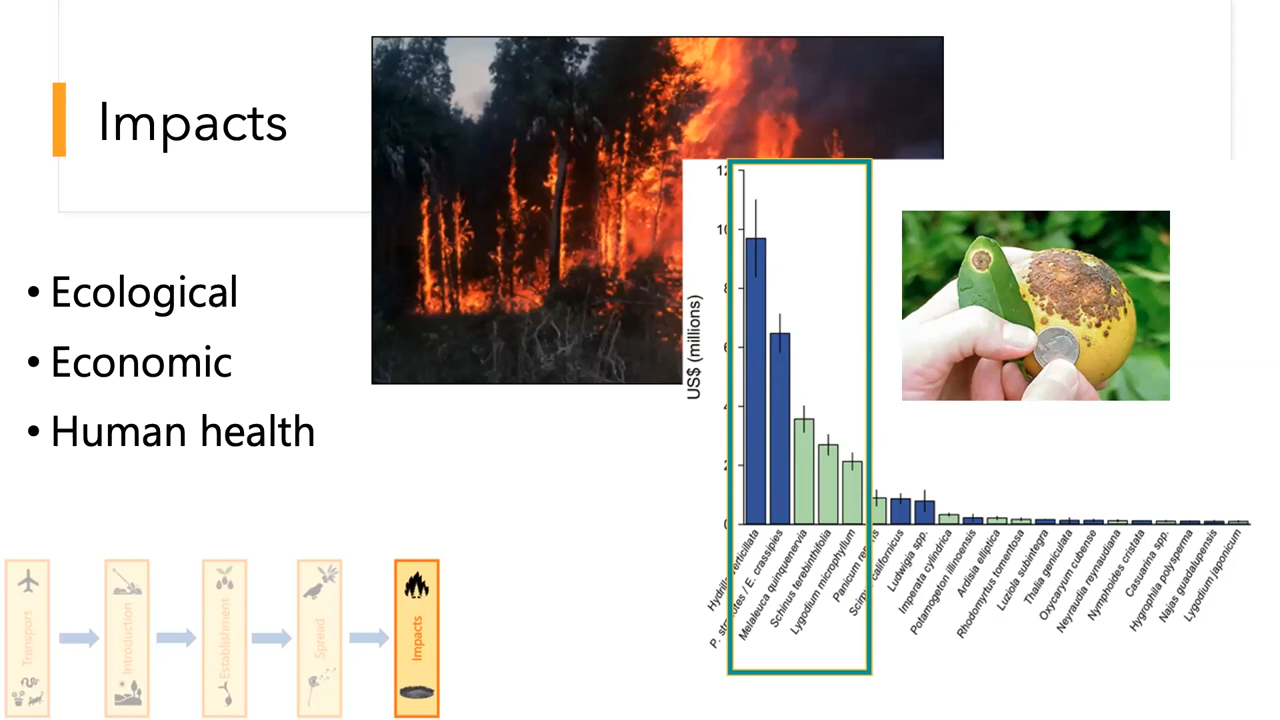 Impacts
• Ecological
• Economic
• Human health
US$ (millions)
12
10
8
6
4
2
0
Hydrilla verticillata
P. stratiotes / E. crassipies
Melaleuca quinquenervia
Schinus terebinthifolia
Lygodium microphyllum
Panicum repens
Scirpus californicus
Ludwigia spp.
Imperata cylindrica
Potamogeton illinoensis
Ardisia elliptica
Rhodomyrtus tomentosa
Luziola subintegra
Thalia geniculata
Oxycaryum cubense
Neyraudia reynaudiana
Nymphoides cristata
Casuarina spp.
Hygrophila polysperma
Najas guadalupensis
Lygodium japonicum
Transport
Introduction
Establishment
Spread
Impacts